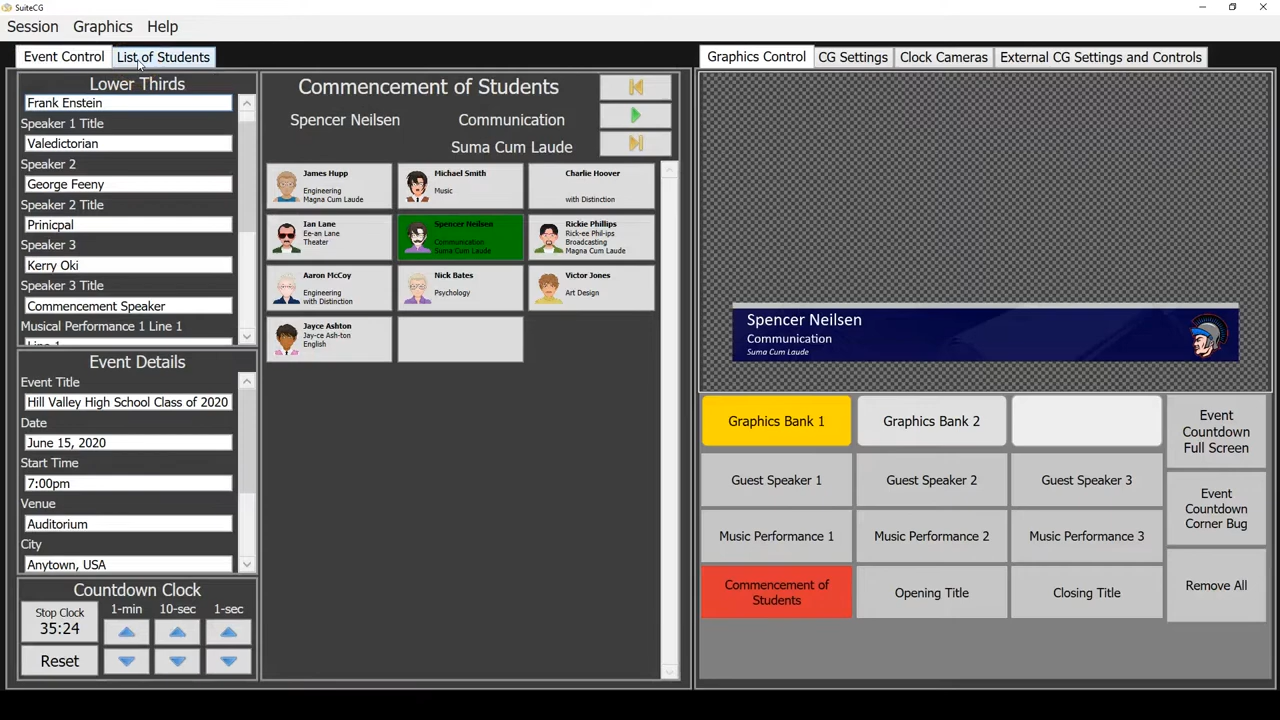 SuiteCG
Session
Graphics
Help
Event Control
List of Students
Lower Thirds
Frank Enstein
Speaker 1 Title
Valedictorian
Speaker 2
George Feeny
Speaker 2 Title
Prinicpal
Speaker 3
Kerry Oki
Speaker 3 Title
Commencement Speaker
Musical Performance 1 Line 1
Line 1
Event Details
Event Title
Hill Valley High School Class of 2020
Date
June 15, 2020
Start Time
7:00pm
Venue
Auditorium
City
Anytown, USA
Countdown Clock
Stop Clock
35:24
1-min
10-sec
1-sec
Reset
Commencement of Students
Spencer Neilsen
Communication
Suma Cum Laude
James Hupp
Engineering
Magna Cum Laude
Michael Smith
Music
Charlie Hoover
with Distinction
Ian Lane
Ee-an Lane
Theater
Spencer Neilsen
Communication
Suma Cum Laude
Rickie Phillips
Rick-ee Phil-ips
Broadcasting
Magna Cum Laude
Aaron McCoy
Engineering
with Distinction
Nick Bates
Psychology
Victor Jones
Art Design
Jayce Ashton
Jay-ce Ash-ton
English
Graphics Control
CG Settings
Clock Cameras
External CG Settings and Controls
Spencer Neilsen
Communication
Suma Cum Laude
Graphics Bank 1
Graphics Bank 2
Event
Countdown
Full Screen
Guest Speaker 1
Guest Speaker 2
Guest Speaker 3
Event
Countdown
Corner Bug
Music Performance 1
Music Performance 2
Music Performance 3
Commencement of
Students
Opening Title
Closing Title
Remove All